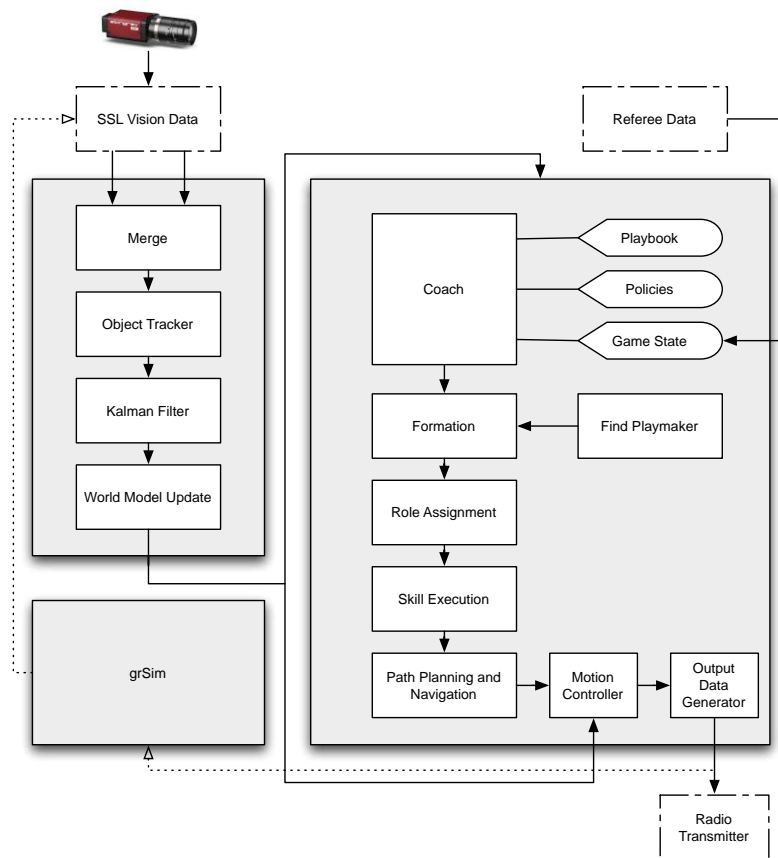 SSL Vision Data
Referee Data
Merge
Object Tracker
Kalman Filter
World Model Update
grSim
Coach
Playbook
Policies
Game State
Formation
Find Playmaker
Role Assignment
Skill Execution
Path Planning and
Navigation
Motion
Controller
Output
Data
Generator
Radio
Transmitter